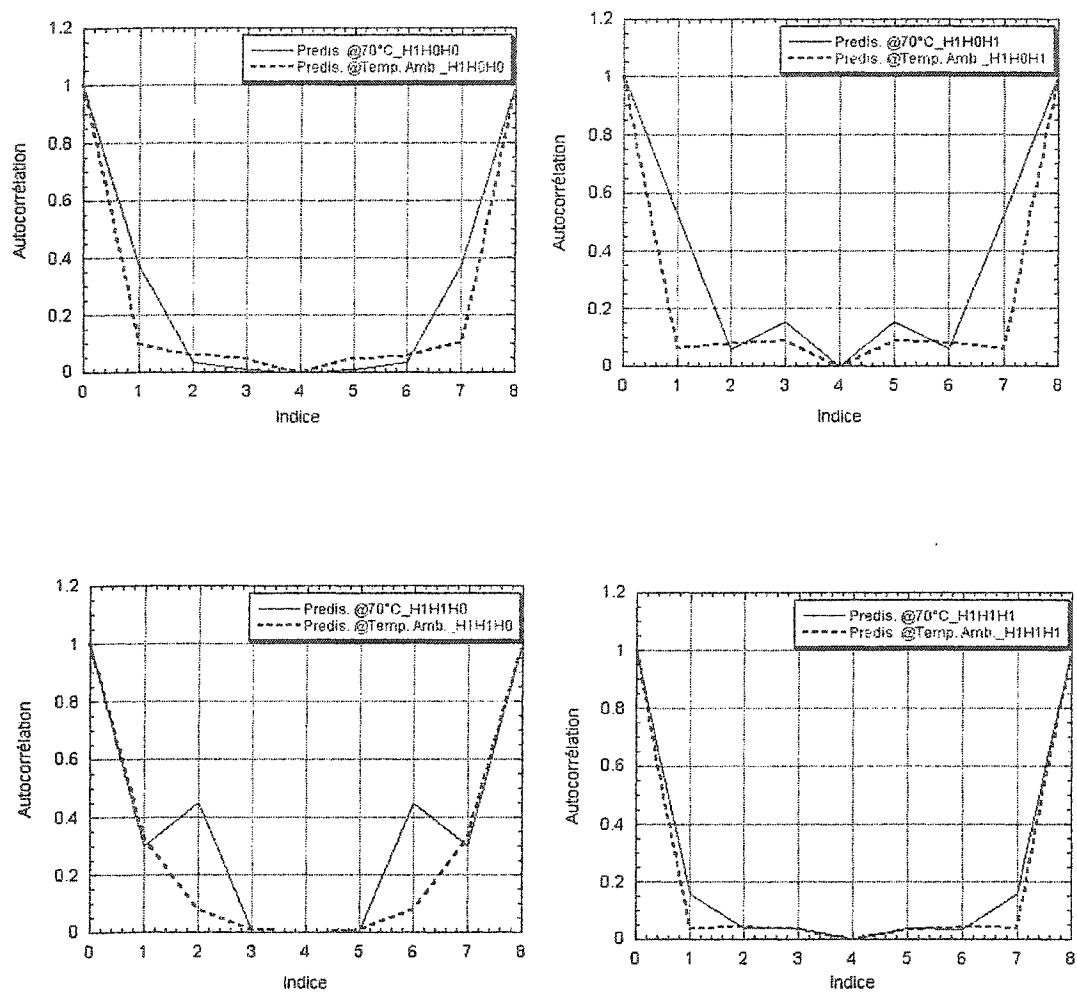 1.2
Predis. @70°C_H1H0H0
Predis. @Temp. Amb._H1H0H0
1
0.8
0.6
0.4
0.2
0
Autocorrélation
0 1 2 3 4 5 6 7 8
Indice
1.2
Predis. @70°C_H1H0H1
Predis. @Temp. Amb._H1H0H1
1
0.8
0.6
0.4
0.2
0
Autocorrélation
0 1 2 3 4 5 6 7 8
Indice
1.2
Predis. @70°C_H1H1H0
Predis. @Temp. Amb._H1H1H0
1
0.8
0.6
0.4
0.2
0
Autocorrélation
0 1 2 3 4 5 6 7 8
Indice
1.2
Predis. @70°C_H1H1H1
Predis. @Temp. Amb._H1H1H1
1
0.8
0.6
0.4
0.2
0
Autocorrélation
0 1 2 3 4 5 6 7 8
Indice